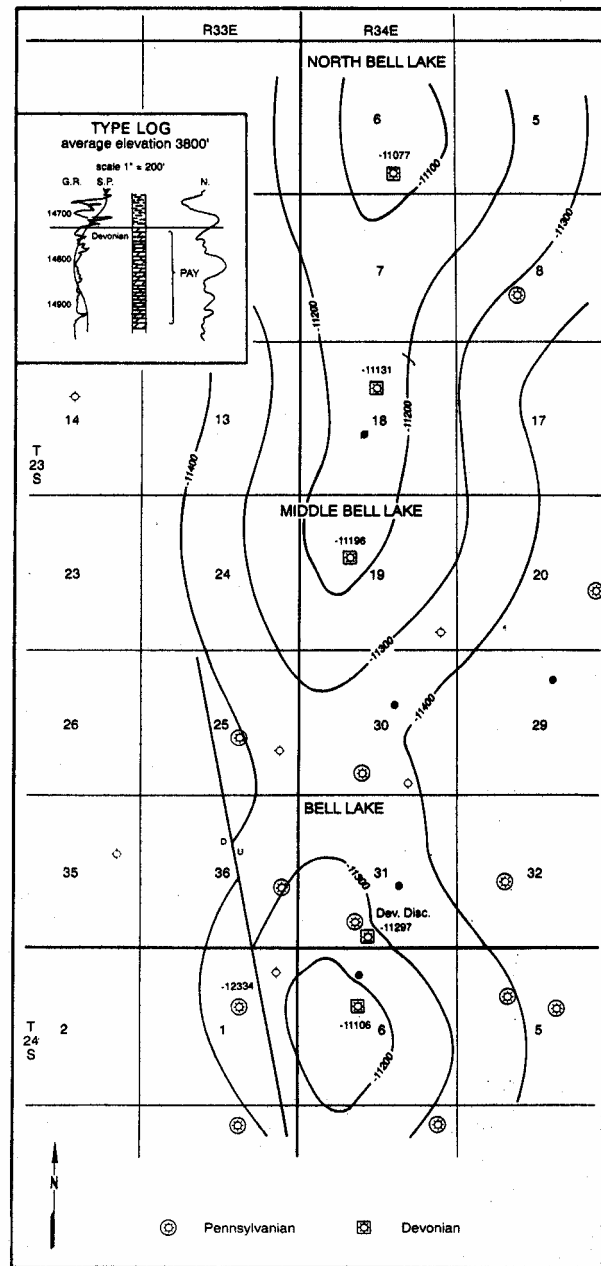 R33E R34E
NORTH BELL LAKE
6 5
-11077
-11100
-11300
TYPE LOG
average elevation 3800'
scale 1" = 200'
G.R. S.P. N.
14700
Devonian
14800
PAY
14900
7 8
-11200
-11131
14 13 18 17
-11200
T
23
S
-11400
MIDDLE BELL LAKE
-11196
23 24 19 20
-11300
26 25 30 29
-11400
BELL LAKE
D U
35 36 31 32
-11300
Dev. Disc.
-11297
-12334
-11106
T
24
S
2 1 6 5
-11200
N
Pennsylvanian Devonian